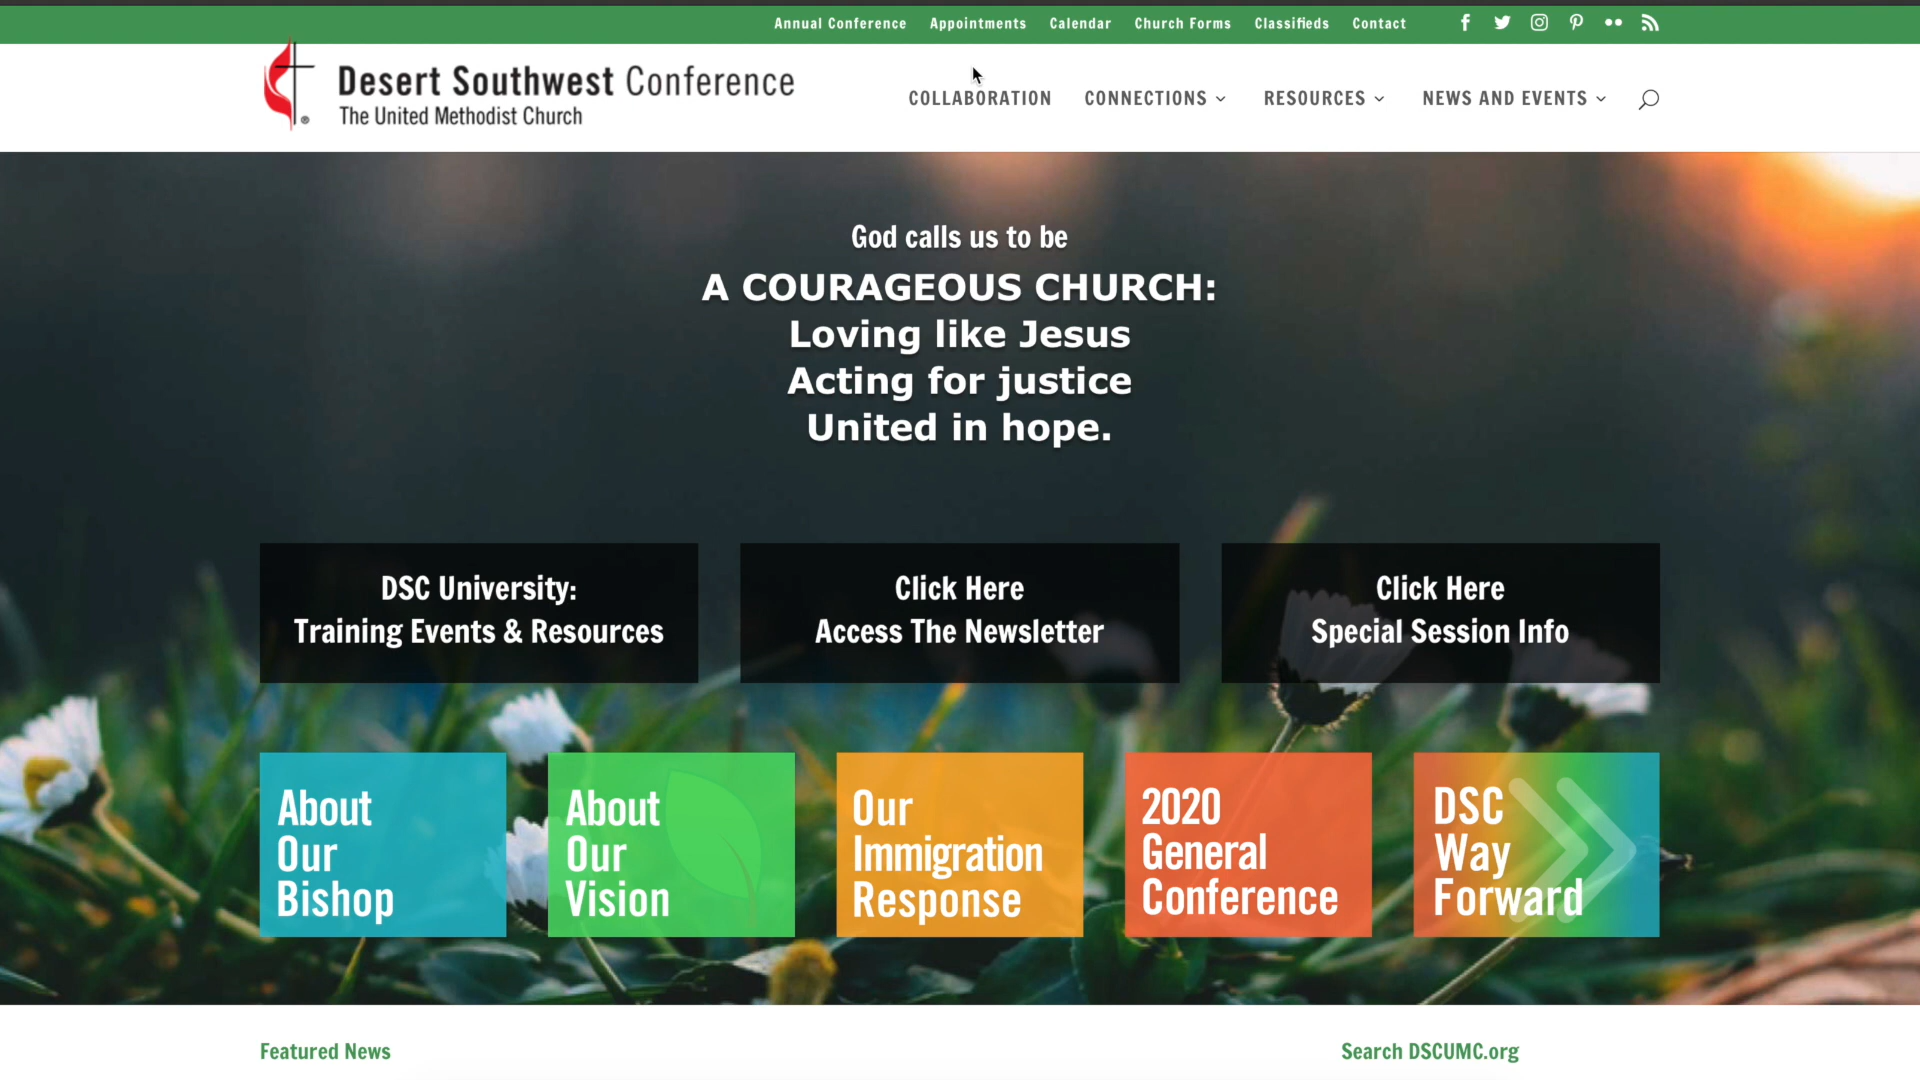 Annual Conference Appointments Calendar Church Forms Classifieds Contact
Desert Southwest Conference
The United Methodist Church
®
COLLABORATION CONNECTIONS RESOURCES NEWS AND EVENTS
God calls us to be
A COURAGEOUS CHURCH:
Loving like Jesus
Acting for justice
United in hope.
DSC University:
Training Events & Resources
Click Here
Access The Newsletter
Click Here
Special Session Info
About
Our
Bishop
About
Our
Vision
Our
Immigration
Response
2020
General
Conference
DSC
Way
Forward
Featured News
Search DSCUMC.org